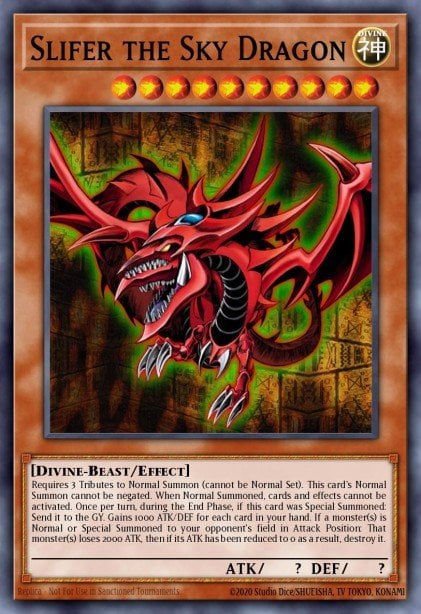 Slifer the Sky Dragon
DIVINE
神
[Divine-Beast/Effect]
Requires 3 Tributes to Normal Summon (cannot be Normal Set). This card's Normal
Summon cannot be negated. When Normal Summoned, cards and effects cannot be
activated. Once per turn, during the End Phase, if this card was Special Summoned:
Send it to the GY. Gains 1000 ATK/DEF for each card in your hand. If a monster(s) is
Normal or Special Summoned to your opponent's field in Attack Position: That
monster(s) loses 2000 ATK, then if its ATK has been reduced to 0 as a result, destroy it.
ATK/ ? DEF/ ?
Replica - Not For Use in Sanctioned Tournaments
©2020 Studio Dice/SHUEISHA, TV TOKYO, KONAMI